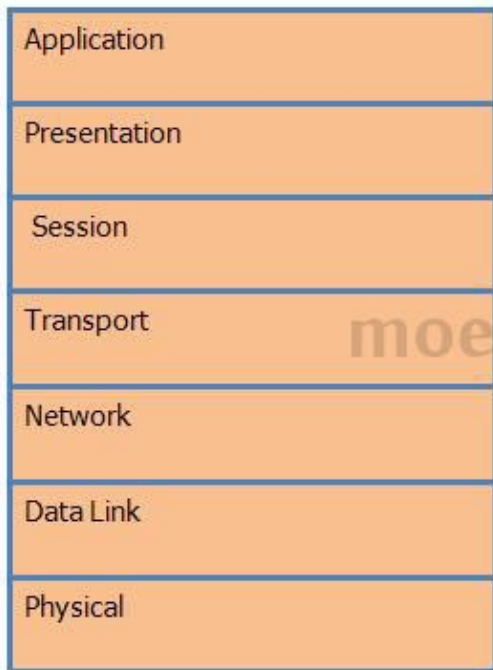 Application
Presentation
Session
Transport
moe
Network
Data Link
Physical